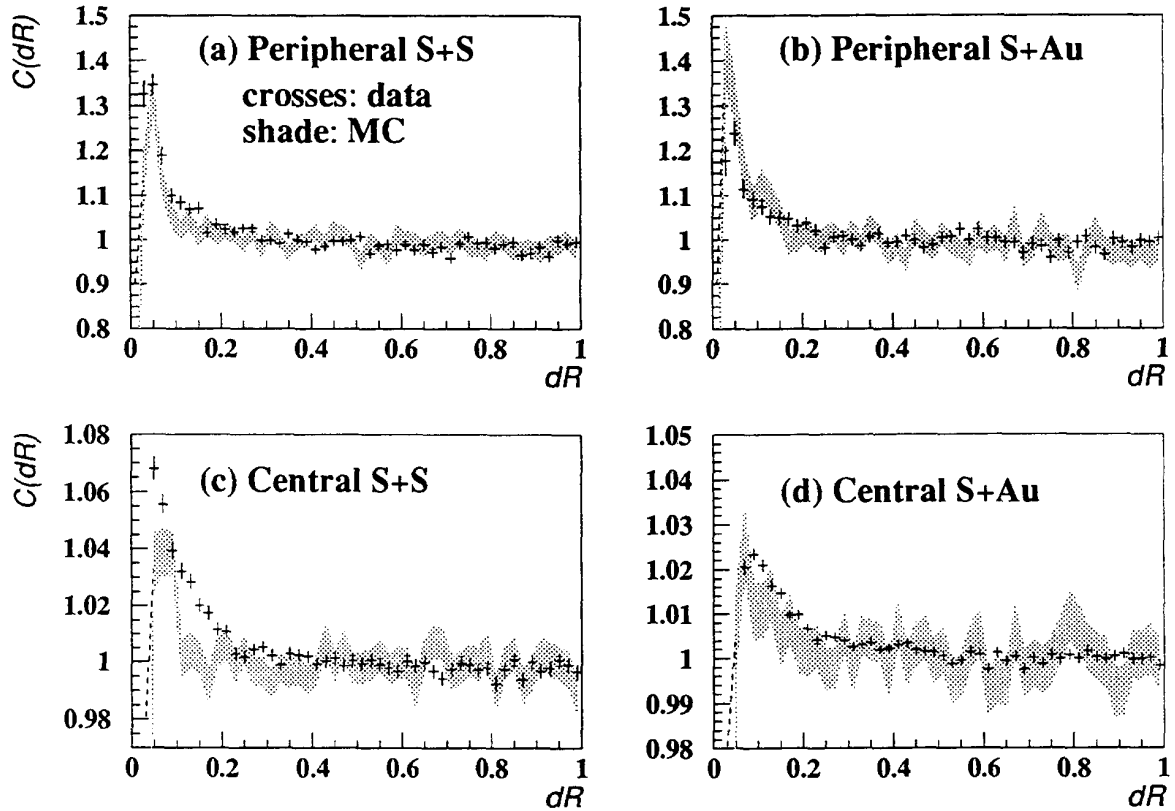 C(dR)
1.5
1.4
1.3
1.2
1.1
1
0.9
0.8
(a) Peripheral S+S
crosses: data
shade: MC
0 0.2 0.4 0.6 0.8 1
dR
1.5
1.4
1.3
1.2
1.1
1
0.9
0.8
(b) Peripheral S+Au
0 0.2 0.4 0.6 0.8 1
dR
C(dR)
1.08
1.06
1.04
1.02
1
0.98
(c) Central S+S
0 0.2 0.4 0.6 0.8 1
dR
1.05
1.04
1.03
1.02
1.01
1
0.99
0.98
(d) Central S+Au
0 0.2 0.4 0.6 0.8 1
dR